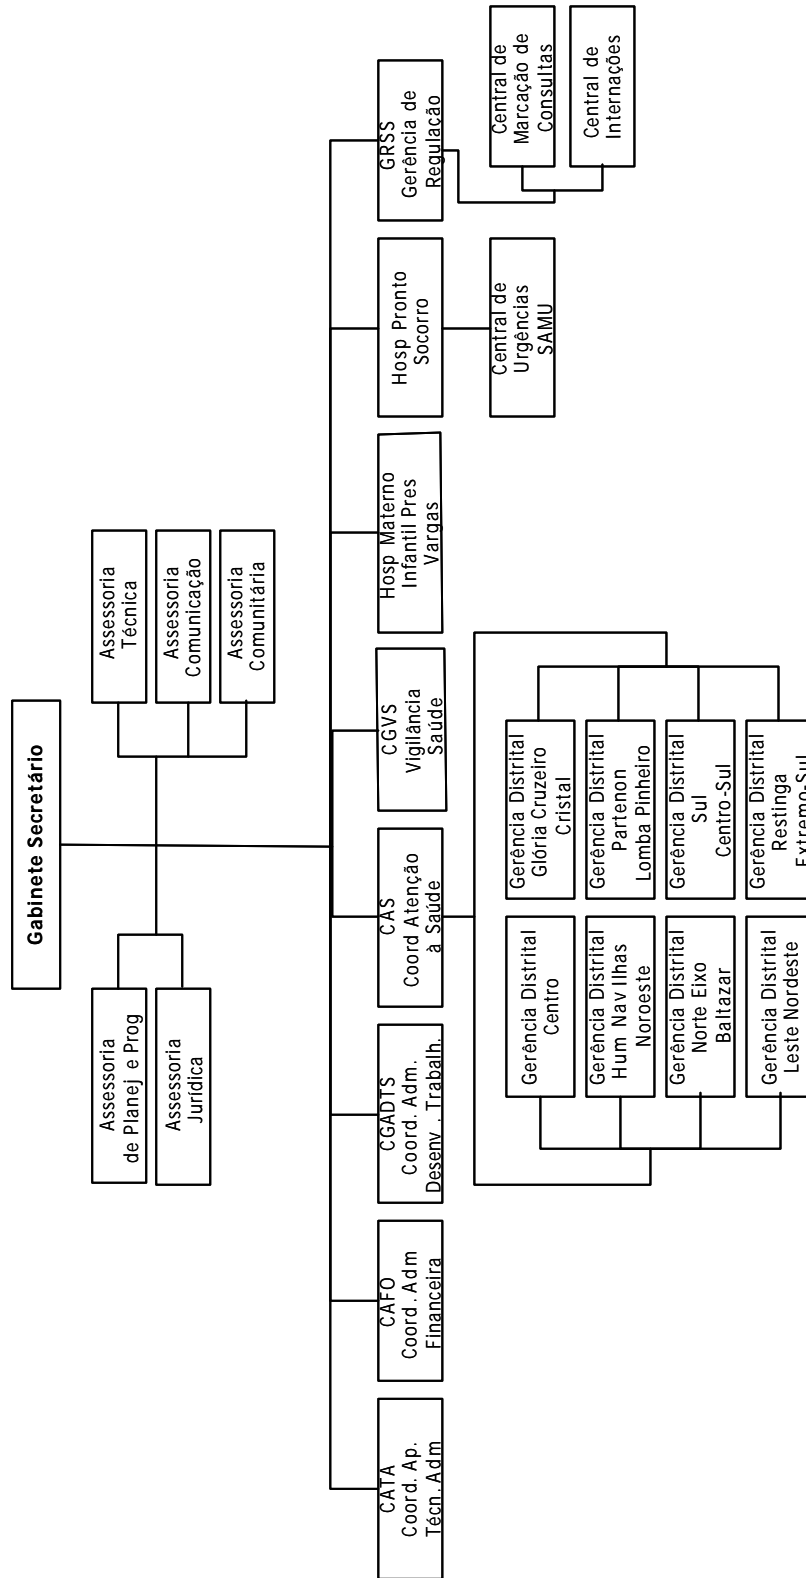 Gabinete Secretário
Assessoria
de Planej e Prog
Assessoria
Jurídica
Assessoria
Técnica
Assessoria
Comunicação
Assessoria
Comunitária
CATA
Coord. Ap.
Técn. Adm
CAFO
Coord. Adm
Financeira
CGADTS
Coord. Adm.
Desenv . Trabalh.
CAS
Coord Atenção
à Saúde
CGVS
Vigilância
Saúde
Hosp Materno
Infantil Pres
Vargas
Hosp Pronto
Socorro
GRSS
Gerência de
Regulação
Central de
Urgências
SAMU
Central de
Marcação de
Consultas
Central de
Internações
Gerência Distrital
Centro
Gerência Distrital
Hum Nav Ilhas
Noroeste
Gerência Distrital
Norte Eixo
Baltazar
Gerência Distrital
Leste Nordeste
Gerência Distrital
Glória Cruzeiro
Cristal
Gerência Distrital
Partenon
Lomba Pinheiro
Gerência Distrital
Sul
Centro-Sul
Gerência Distrital
Restinga
Extremo-Sul